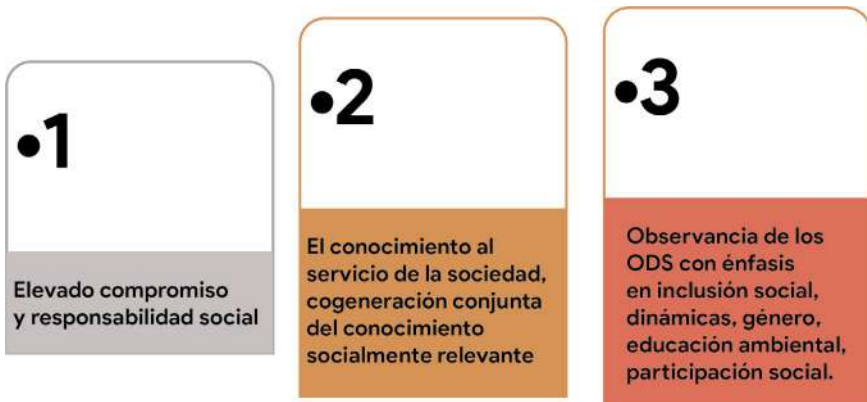 •1
Elevado compromiso
y responsabilidad social
•2
El conocimiento al
servicio de la sociedad,
cogeneración conjunta
del conocimiento
socialmente relevante
•3
Observancia de los
ODS con énfasis
en inclusión social,
dinámicas, género,
educación ambiental,
participación social.